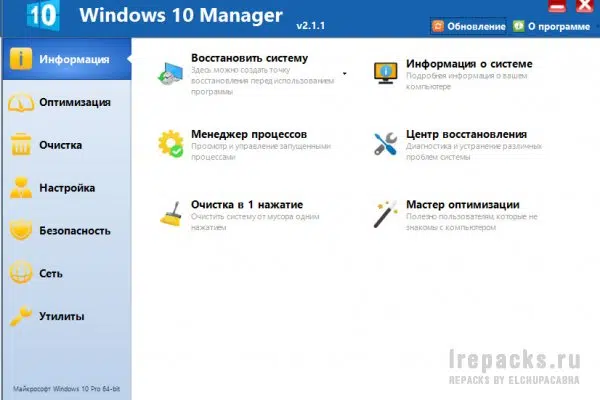 10 Windows 10 Manager v2.1.1
Обновление О программе
Информация
Оптимизация
Очистка
Настройка
Безопасность
Сеть
Утилиты
Майкрософт Windows 10 Pro 64-bit
Восстановить систему
Здесь можно создать точку
восстановления перед использованием
программы
Информация о системе
Подробная информация о вашем
компьютере
Менеджер процессов
Просмотр и управление запущенными
процессами
Центр восстановления
Диагностика и устранение различных
проблем системы
Очистка в 1 нажатие
Очистить систему от мусора одним
нажатием
Мастер оптимизации
Полезно пользователям, которые не
знакомы с компьютером
lrepacks.ru
REPACKS BY ELCHUPACABRA